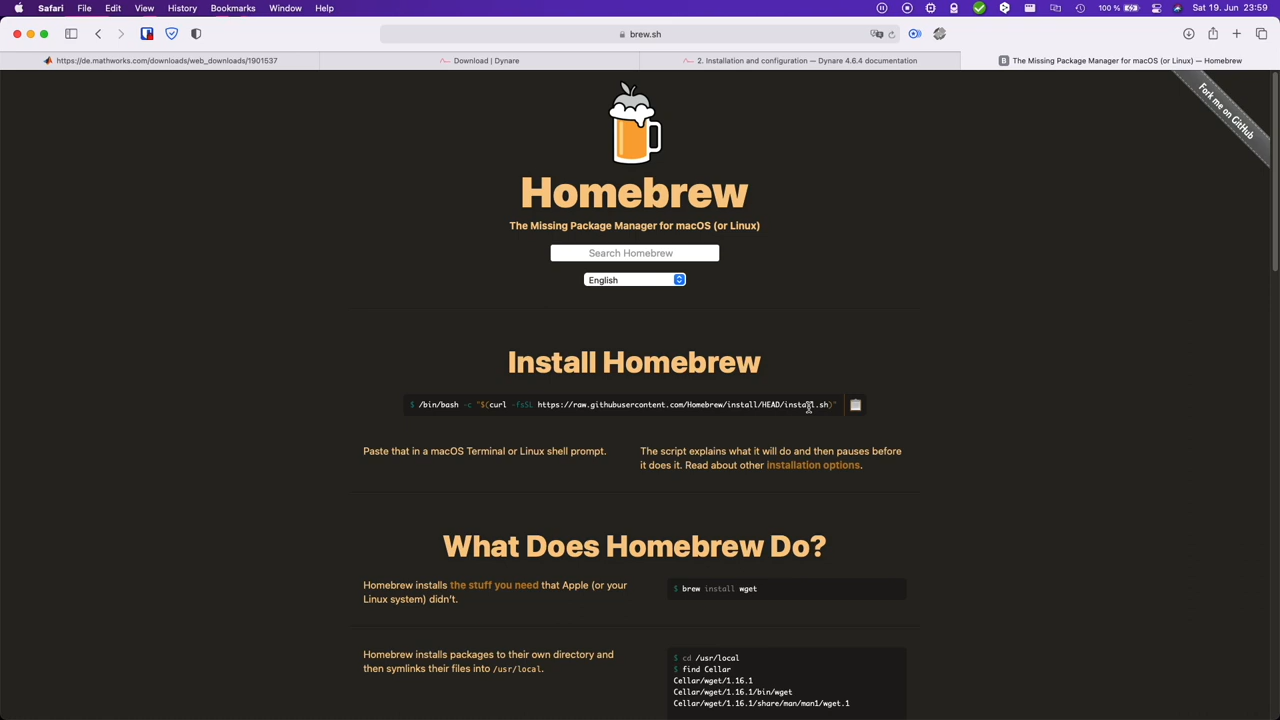 Safari File Edit View History Bookmarks Window Help 100 % Sat 19. Jun 23:59
brew.sh
https://de.mathworks.com/downloads/web_downloads/1901537
Download | Dynare
2. Installation and configuration — Dynare 4.6.4 documentation
The Missing Package Manager for macOS (or Linux) — Homebrew
Fork me on GitHub
Homebrew
The Missing Package Manager for macOS (or Linux)
Search Homebrew
English
Install Homebrew
$ /bin/bash -c "$(curl -fsSL https://raw.githubusercontent.com/Homebrew/install/HEAD/install.sh)"
Paste that in a macOS Terminal or Linux shell prompt.
The script explains what it will do and then pauses before
it does it. Read about other installation options.
What Does Homebrew Do?
Homebrew installs the stuff you need that Apple (or your
Linux system) didn’t.
$ brew install wget
Homebrew installs packages to their own directory and
then symlinks their files into /usr/local.
$ cd /usr/local
$ find Cellar
Cellar/wget/1.16.1
Cellar/wget/1.16.1/bin/wget
Cellar/wget/1.16.1/share/man/man1/wget.1